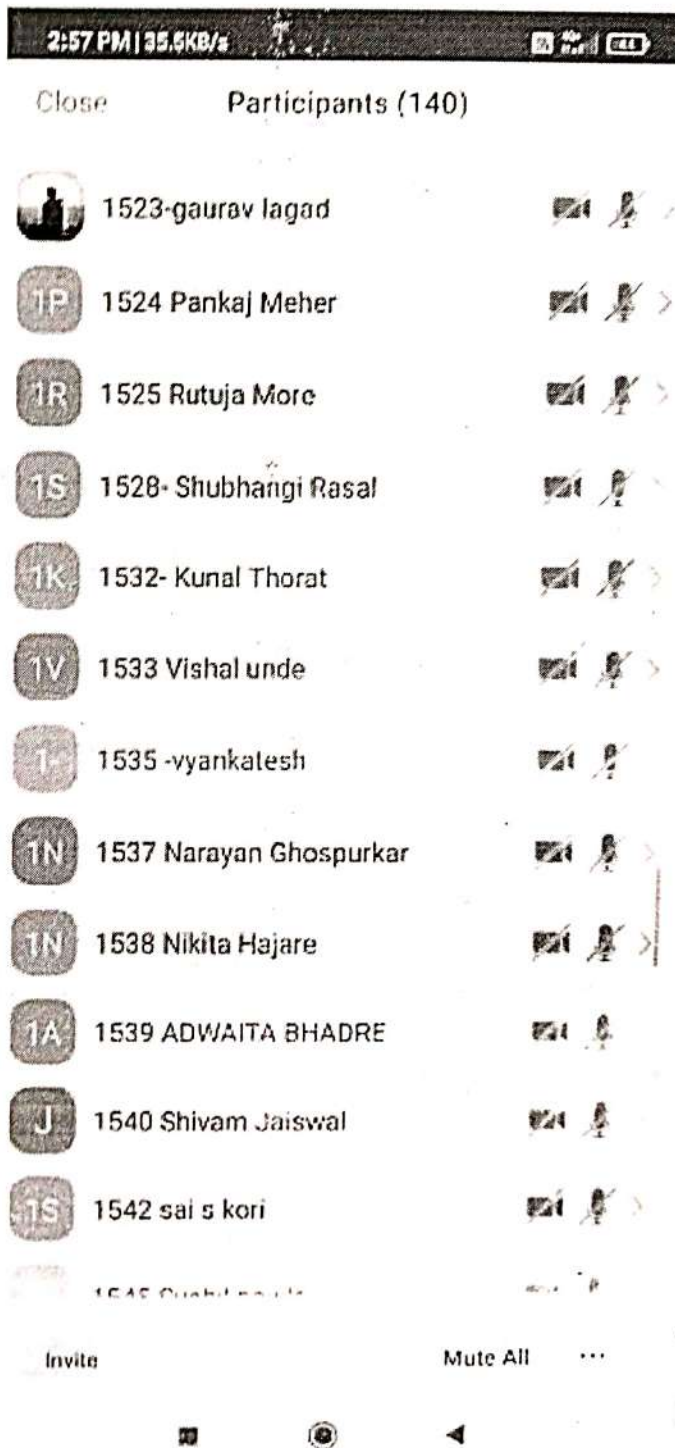 2:57 PM | 35.5KB/s
Close Participants (140)
1523-gaurav lagad
1P 1524 Pankaj Meher
1R 1525 Rutuja More
1S 1528- Shubhangi Rasal
1K 1532- Kunal Thorat
1V 1533 Vishal unde
1- 1535 -vyankatesh
1N 1537 Narayan Ghospurkar
1N 1538 Nikita Hajare
1A 1539 ADWAITA BHADRE
J 1540 Shivam Jaiswal
1S 1542 sai s kori
Invite Mute All ...